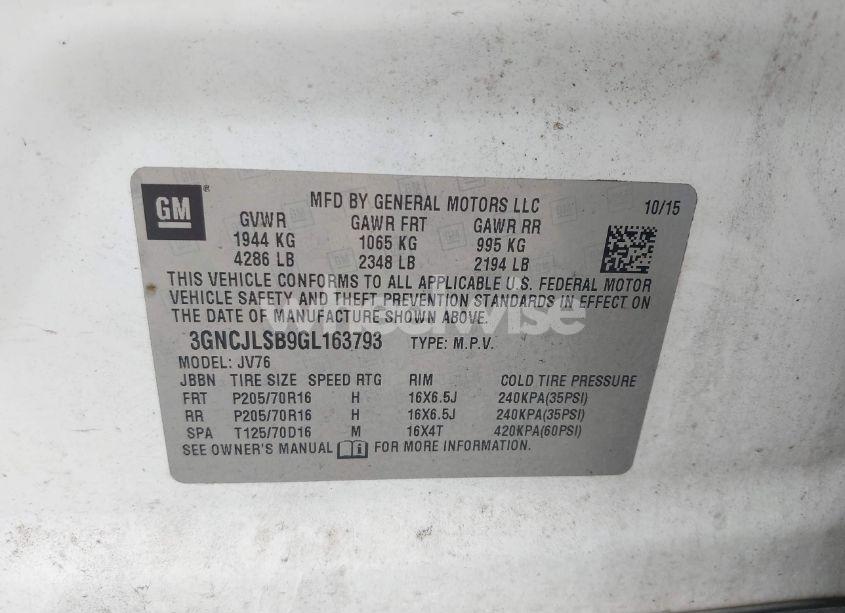 GM
MFD BY GENERAL MOTORS LLC 10/15
GVWR GAWR FRT GAWR RR
1944 KG 1065 KG 995 KG
4286 LB 2348 LB 2194 LB
THIS VEHICLE CONFORMS TO ALL APPLICABLE U.S. FEDERAL MOTOR
VEHICLE SAFETY AND THEFT PREVENTION STANDARDS IN EFFECT ON
THE DATE OF MANUFACTURE SHOWN ABOVE.
wheelwise
3GNCJLSB9GL163793 TYPE: M.P.V.
MODEL: JV76
JBBN TIRE SIZE SPEED RTG RIM COLD TIRE PRESSURE
FRT P205/70R16 H 16X6.5J 240KPA(35PSI)
RR P205/70R16 H 16X6.5J 240KPA(35PSI)
SPA T125/70D16 M 16X4T 420KPA(60PSI)
SEE OWNER'S MANUAL FOR MORE INFORMATION.